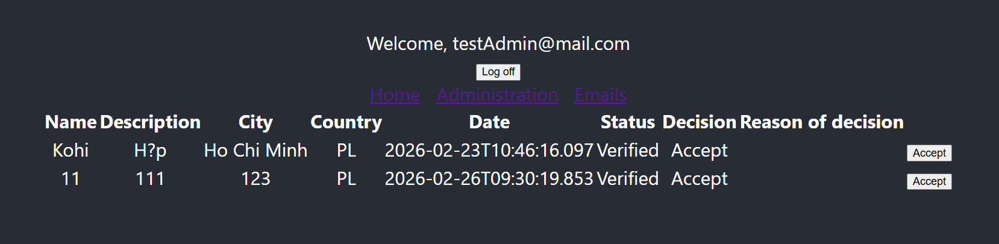 Welcome, testAdmin@mail.com
Log off
Home Administration Emails
Name Description City Country Date Status Decision Reason of decision
Kohi H?p Ho Chi Minh PL 2026-02-23T10:46:16.097 Verified Accept Accept
11 111 123 PL 2026-02-26T09:30:19.853 Verified Accept Accept